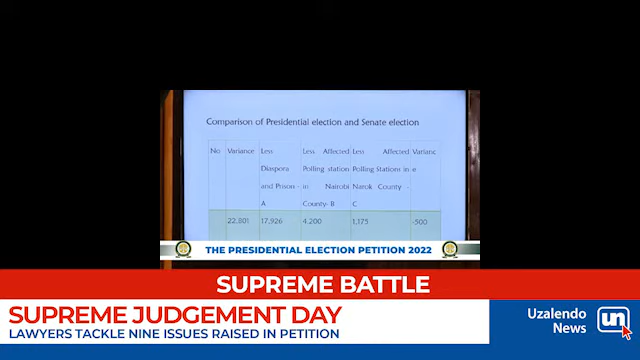 Comparison of Presidential election and Senate election
No Variance Less Less Affected Less Affected Varianc
Diaspora Polling station Polling Stations in e
and Prison - in Nairobi Narok County -
A County- B C
22,801 17,926 4,200 1,175 -500
THE PRESIDENTIAL ELECTION PETITION 2022
SUPREME BATTLE
SUPREME JUDGEMENT DAY
LAWYERS TACKLE NINE ISSUES RAISED IN PETITION
Uzalendo
News
un